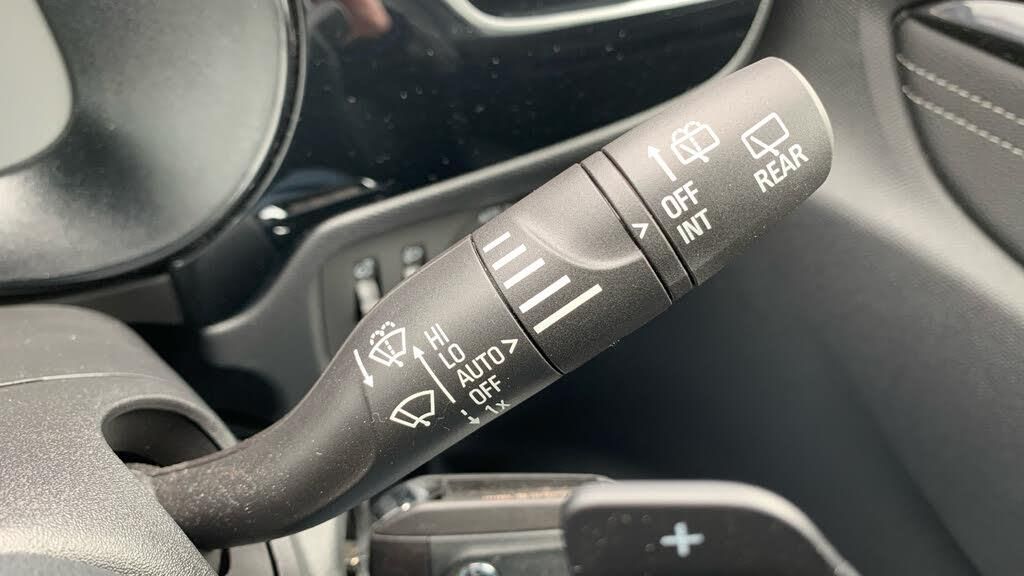 HI
LO
AUTO >
OFF
1x
>
OFF
INT
REAR
+